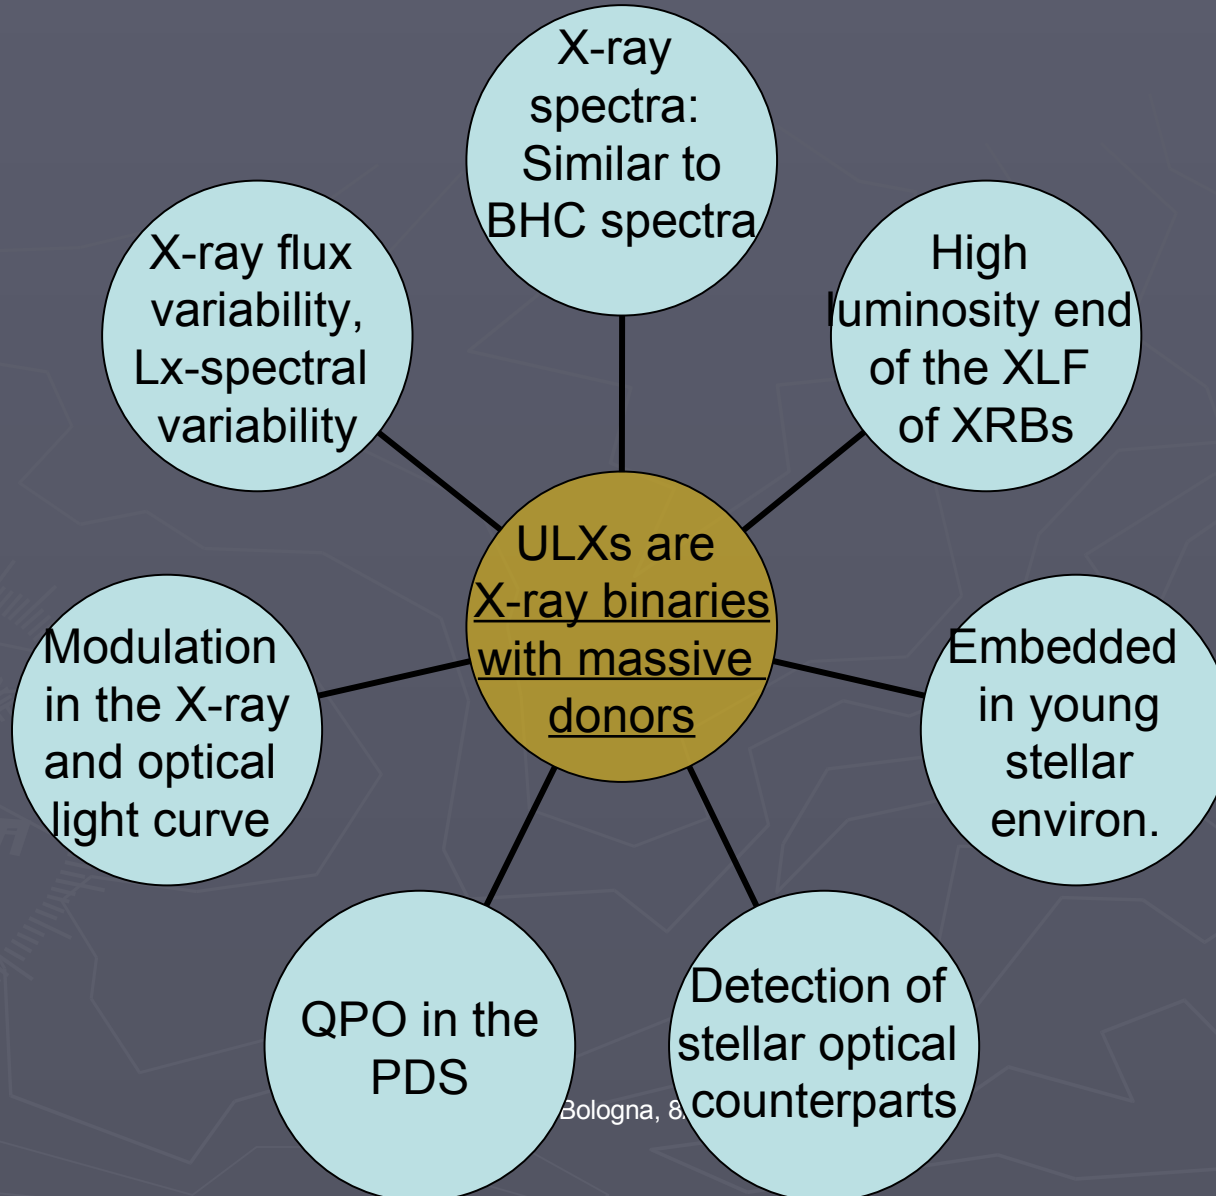 X-ray
spectra:
Similar to
BHC spectra
High
luminosity end
of the XLF
of XRBs
Embedded
in young
stellar
environ.
Detection of
stellar optical
counterparts
QPO in the
PDS
Modulation
in the X-ray
and optical
light curve
X-ray flux
variability,
Lx-spectral
variability
ULXs are
X-ray binaries
with massive
donors
Bologna,